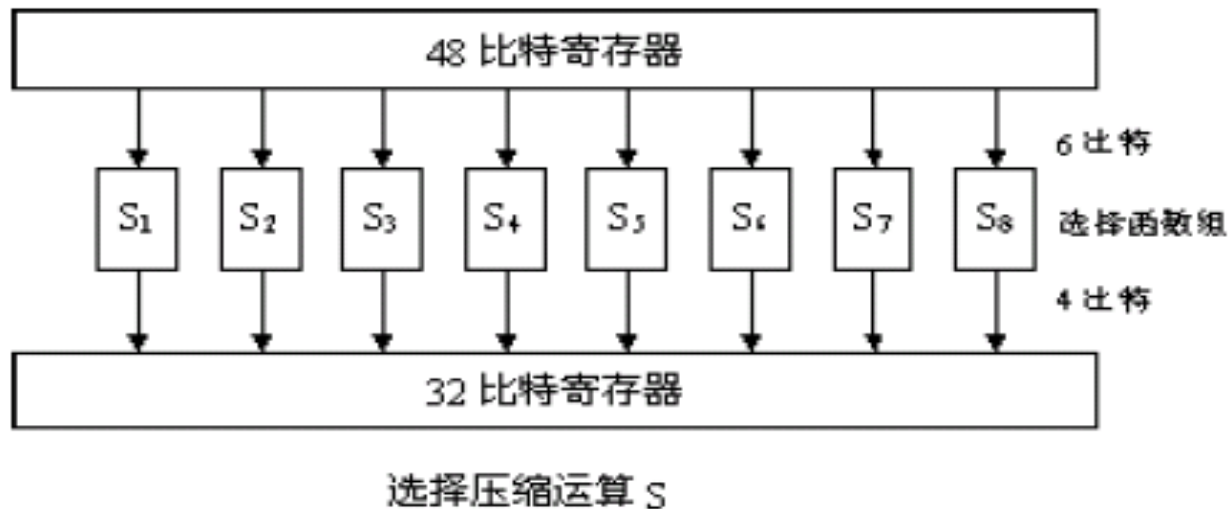 48 比特寄存器
6 比特
S₁ S₂ S₃ S₄ S₅ S₆ S₇ S₈
选择函数组
4 比特
32 比特寄存器
选择压缩运算 S